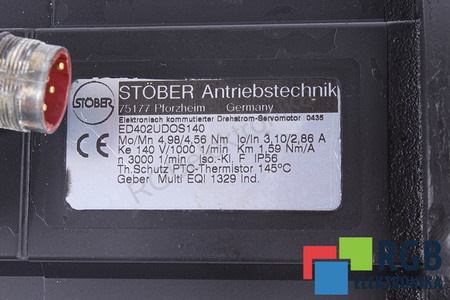 STÖBER
STÖBER Antriebstechnik
75177 Pforzheim Germany
Elektronisch kommutierter Drehstrom-Servomotor 0435
ED402UDOS140
CE
Mo/Mn 4,98/4,56 Nm Io/In 3,10/2,86 A
Ke 140 V/1000 1/min Km 1,59 Nm/A
n 3000 1/min Iso.-Kl. F IP56
Th.Schutz PTC-Thermistor 145°C
Geber Multi EQI 1329 Ind.
RGB
ELEKTRONIKA